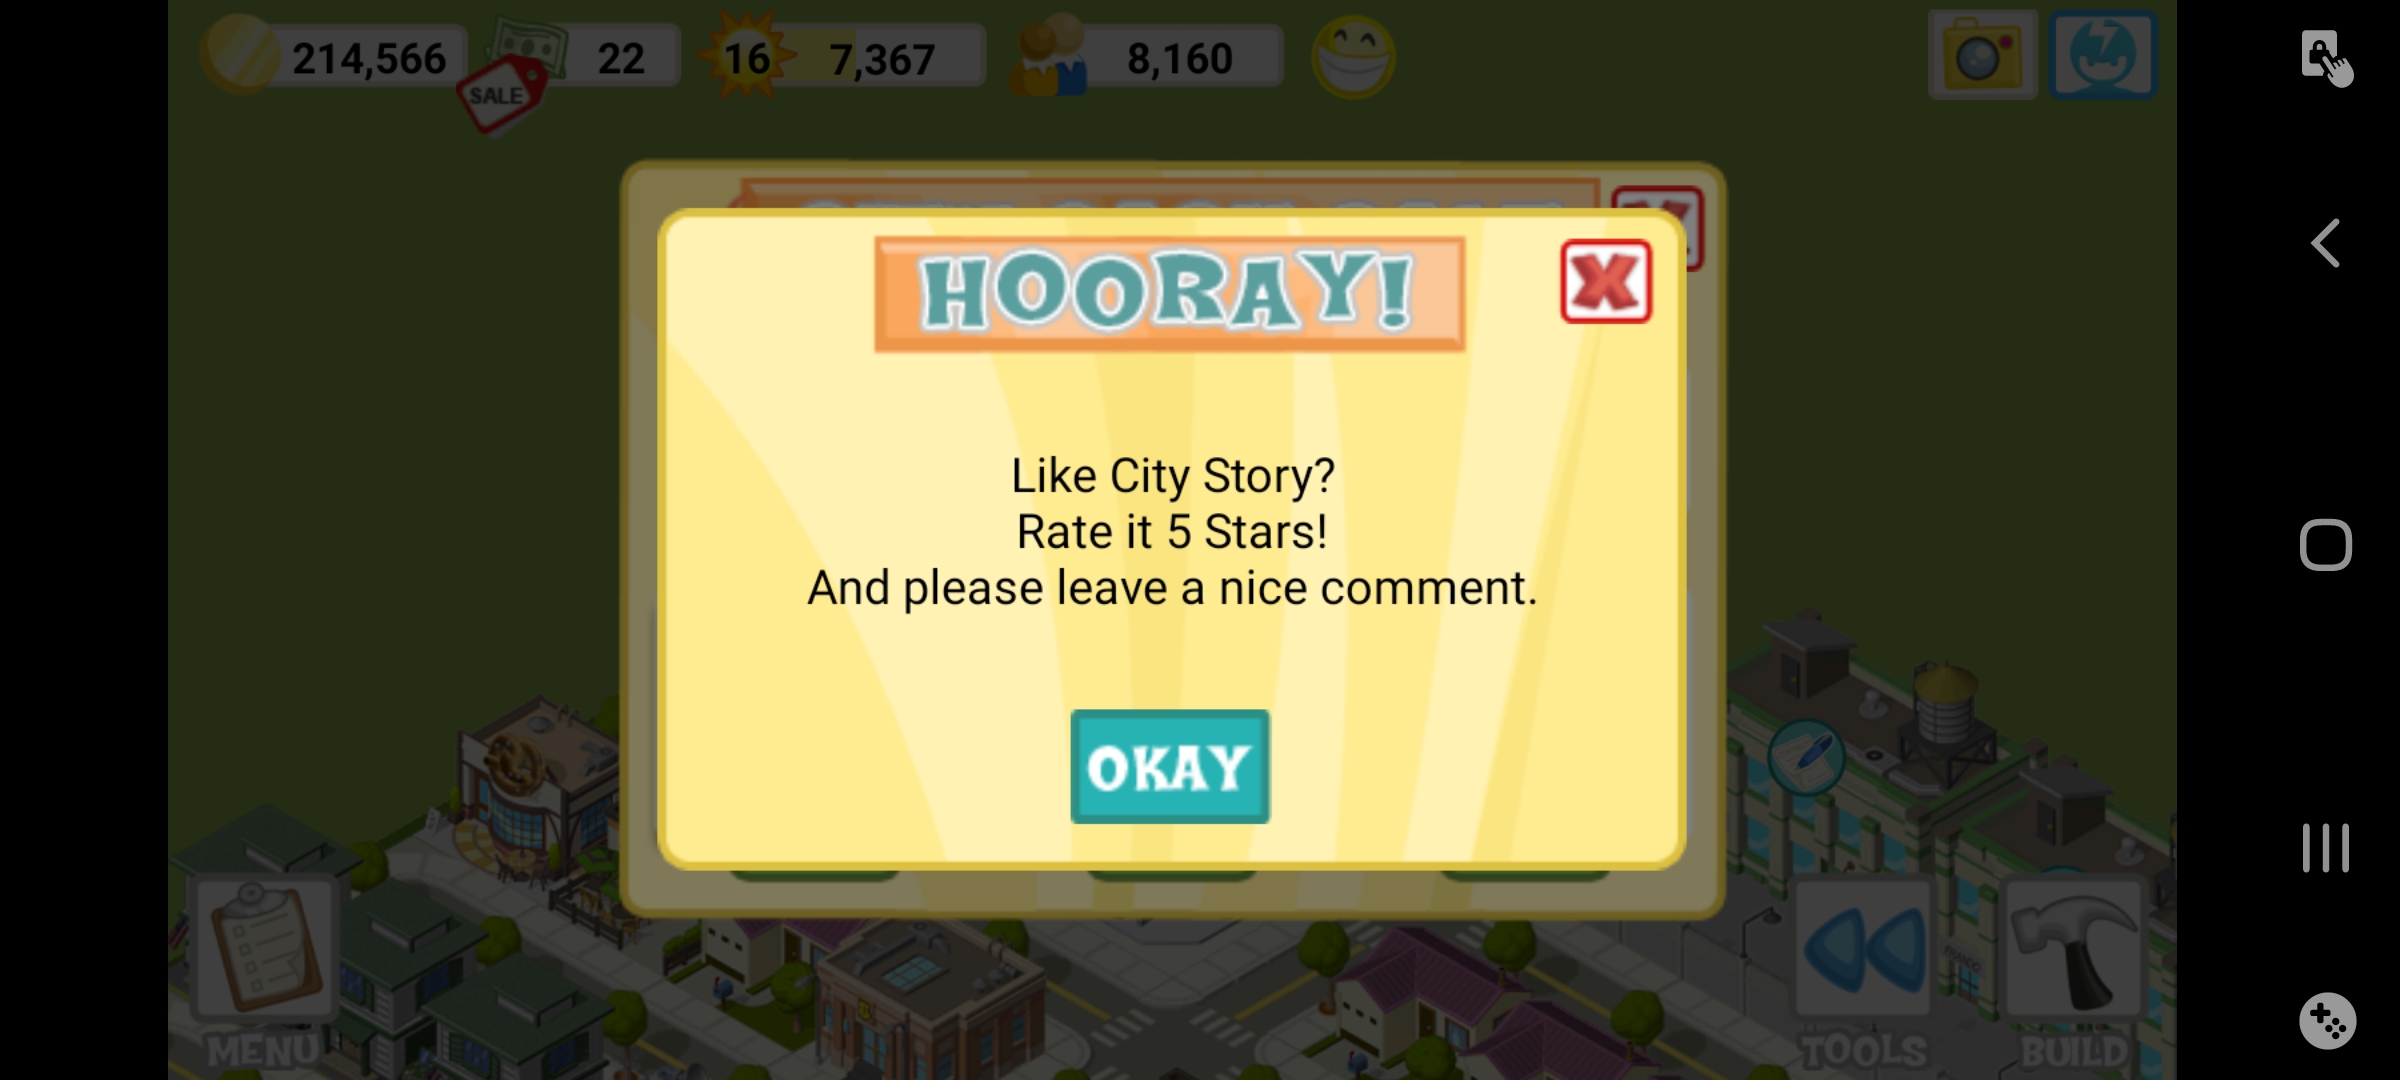 214,566
SALE
22
16
7,367
8,160
HOORAY!
X
Like City Story?
Rate it 5 Stars!
And please leave a nice comment.
OKAY
MENU
TOOLS
BUILD